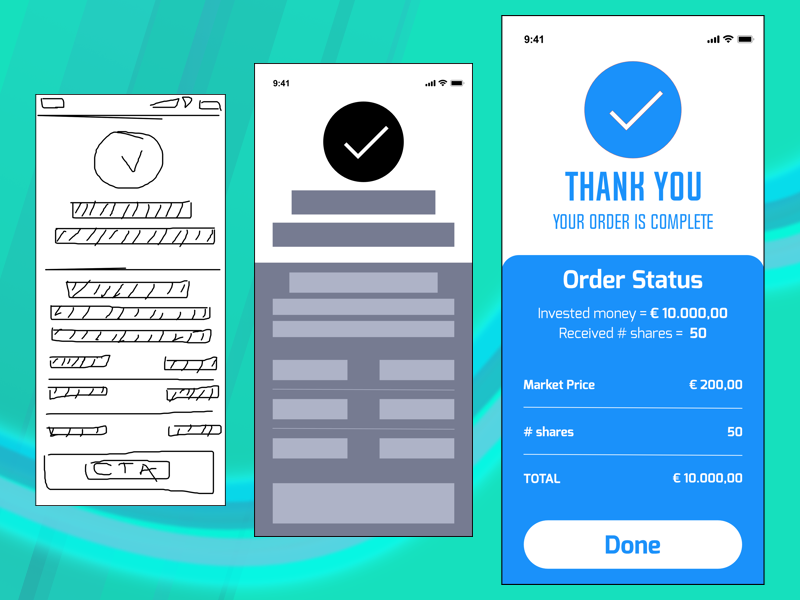 CTA
9:41
9:41
THANK YOU
YOUR ORDER IS COMPLETE
Order Status
Invested money = € 10.000,00
Received # shares = 50
Market Price € 200,00
# shares 50
TOTAL € 10.000,00
Done